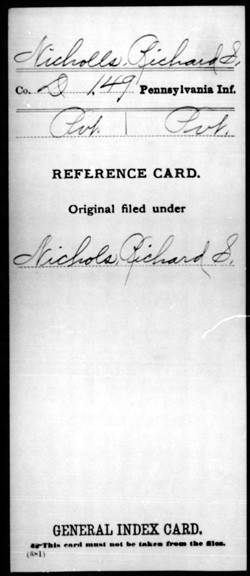 Nicholls, Richard S.
Co. D 149 Pennsylvania Inf.
Pvt. | Pvt.
REFERENCE CARD.
Original filed under
Nichols, Richard S.
GENERAL INDEX CARD.
This card must not be taken from the files.